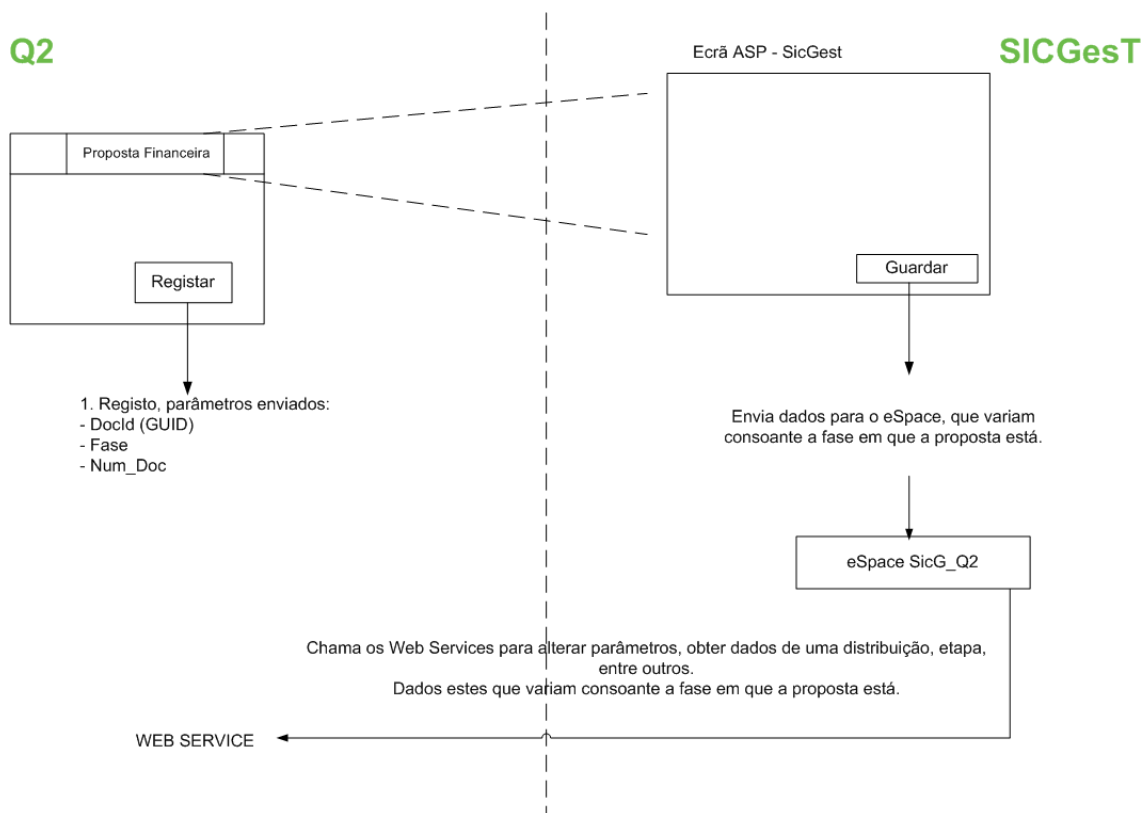 Q2
SICGesT
Ecrã ASP - SicGest
Proposta Financeira
Registar
Guardar
1. Registo, parâmetros enviados:
- DocId (GUID)
- Fase
- Num_Doc
Envia dados para o eSpace, que variam
consoante a fase em que a proposta está.
eSpace SicG_Q2
Chama os Web Services para alterar parâmetros, obter dados de uma distribuição, etapa,
entre outros.
Dados estes que variam consoante a fase em que a proposta está.
WEB SERVICE